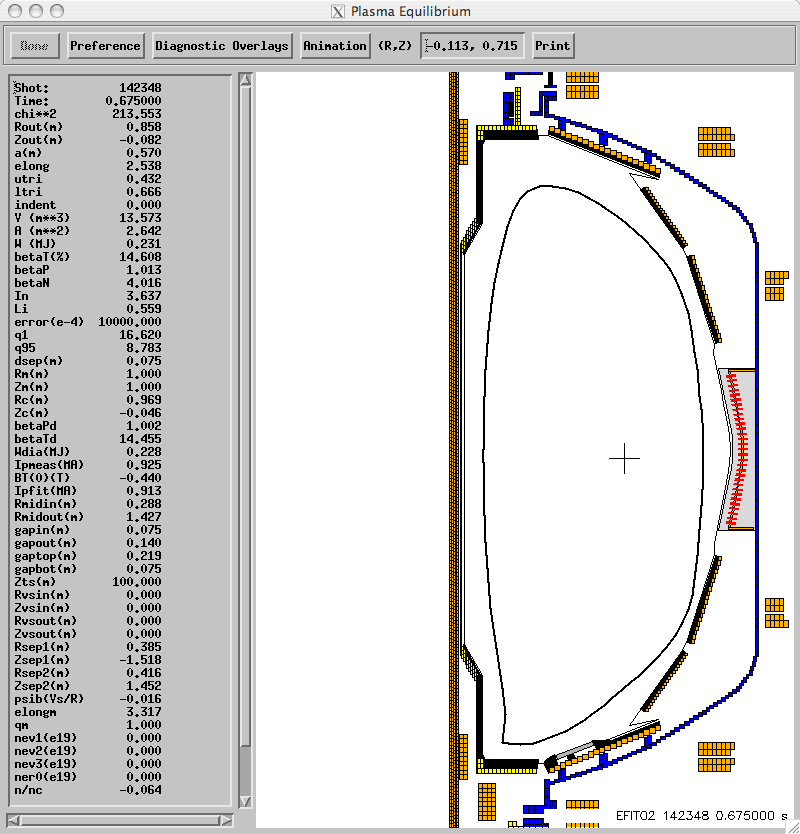 Plasma Equilibrium
Done Preference Diagnostic Overlays Animation (R,Z) -0.113, 0.715 Print
Shot: 142348
Time: 0.675000
chi**2 213.553
Rout(m) 0.858
Zout(m) -0.082
a(m) 0.570
elong 2.538
utri 0.432
ltri 0.666
indent 0.000
V (m**3) 13.573
A (m**2) 2.642
W (MJ) 0.231
betaT(%) 14.608
betaP 1.013
betaN 4.016
In 3.637
Li 0.559
error(e-4) 10000.000
q1 16.620
q95 8.783
dsep(m) 0.075
Rm(m) 1.000
Zm(m) 1.000
Rc(m) 0.969
Zc(m) -0.046
betaPd 1.002
betaTd 14.455
Wdia(MJ) 0.228
Ipmeas(MA) 0.925
BT(0)(T) -0.440
Ipfit(MA) 0.913
Rmidin(m) 0.288
Rmidout(m) 1.427
gapin(m) 0.075
gapout(m) 0.140
gaptop(m) 0.219
gapbot(m) 0.075
Zts(m) 100.000
Rvsin(m) 0.000
Zvsin(m) 0.000
Rvsout(m) 0.000
Zvsout(m) 0.000
Rsep1(m) 0.385
Zsep1(m) -1.518
Rsep2(m) 0.416
Zsep2(m) 1.452
psib(Vs/R) -0.016
elongm 3.317
qm 1.000
nev1(e19) 0.000
nev2(e19) 0.000
nev3(e19) 0.000
ner0(e19) 0.000
n/nc -0.064
EFIT02 142348 0.675000 s